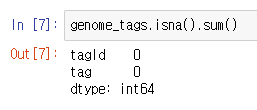 In [7]: genome_tags.isna().sum()
Out[7]: tagId 0
tag 0
dtype: int64